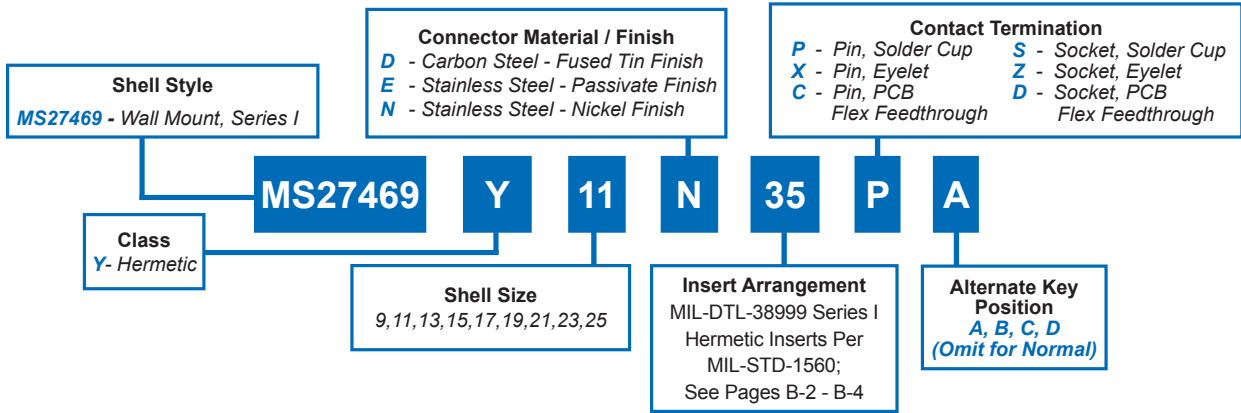 Shell Style
MS27469 - Wall Mount, Series I
Connector Material / Finish
D - Carbon Steel - Fused Tin Finish
E - Stainless Steel - Passivate Finish
N - Stainless Steel - Nickel Finish
Contact Termination
P - Pin, Solder Cup
X - Pin, Eyelet
C - Pin, PCB
Flex Feedthrough
S - Socket, Solder Cup
Z - Socket, Eyelet
D - Socket, PCB
Flex Feedthrough
MS27469 Y 11 N 35 P A
Class
Y- Hermetic
Shell Size
9,11,13,15,17,19,21,23,25
Insert Arrangement
MIL-DTL-38999 Series I
Hermetic Inserts Per
MIL-STD-1560;
See Pages B-2 - B-4
Alternate Key
Position
A, B, C, D
(Omit for Normal)